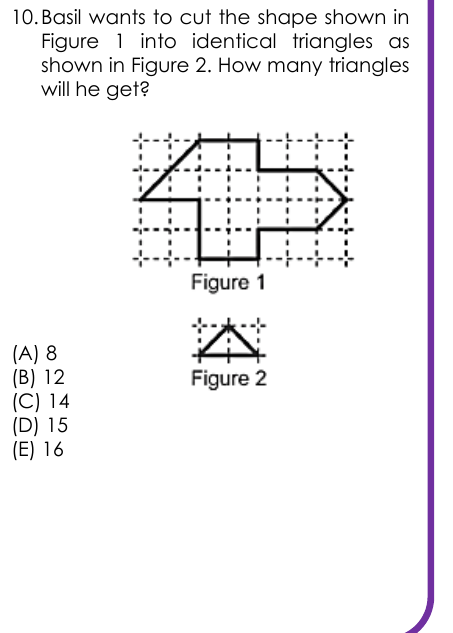 10. Basil wants to cut the shape shown in
Figure 1 into identical triangles as
shown in Figure 2. How many triangles
will he get?
Figure 1
Figure 2
(A) 8
(B) 12
(C) 14
(D) 15
(E) 16